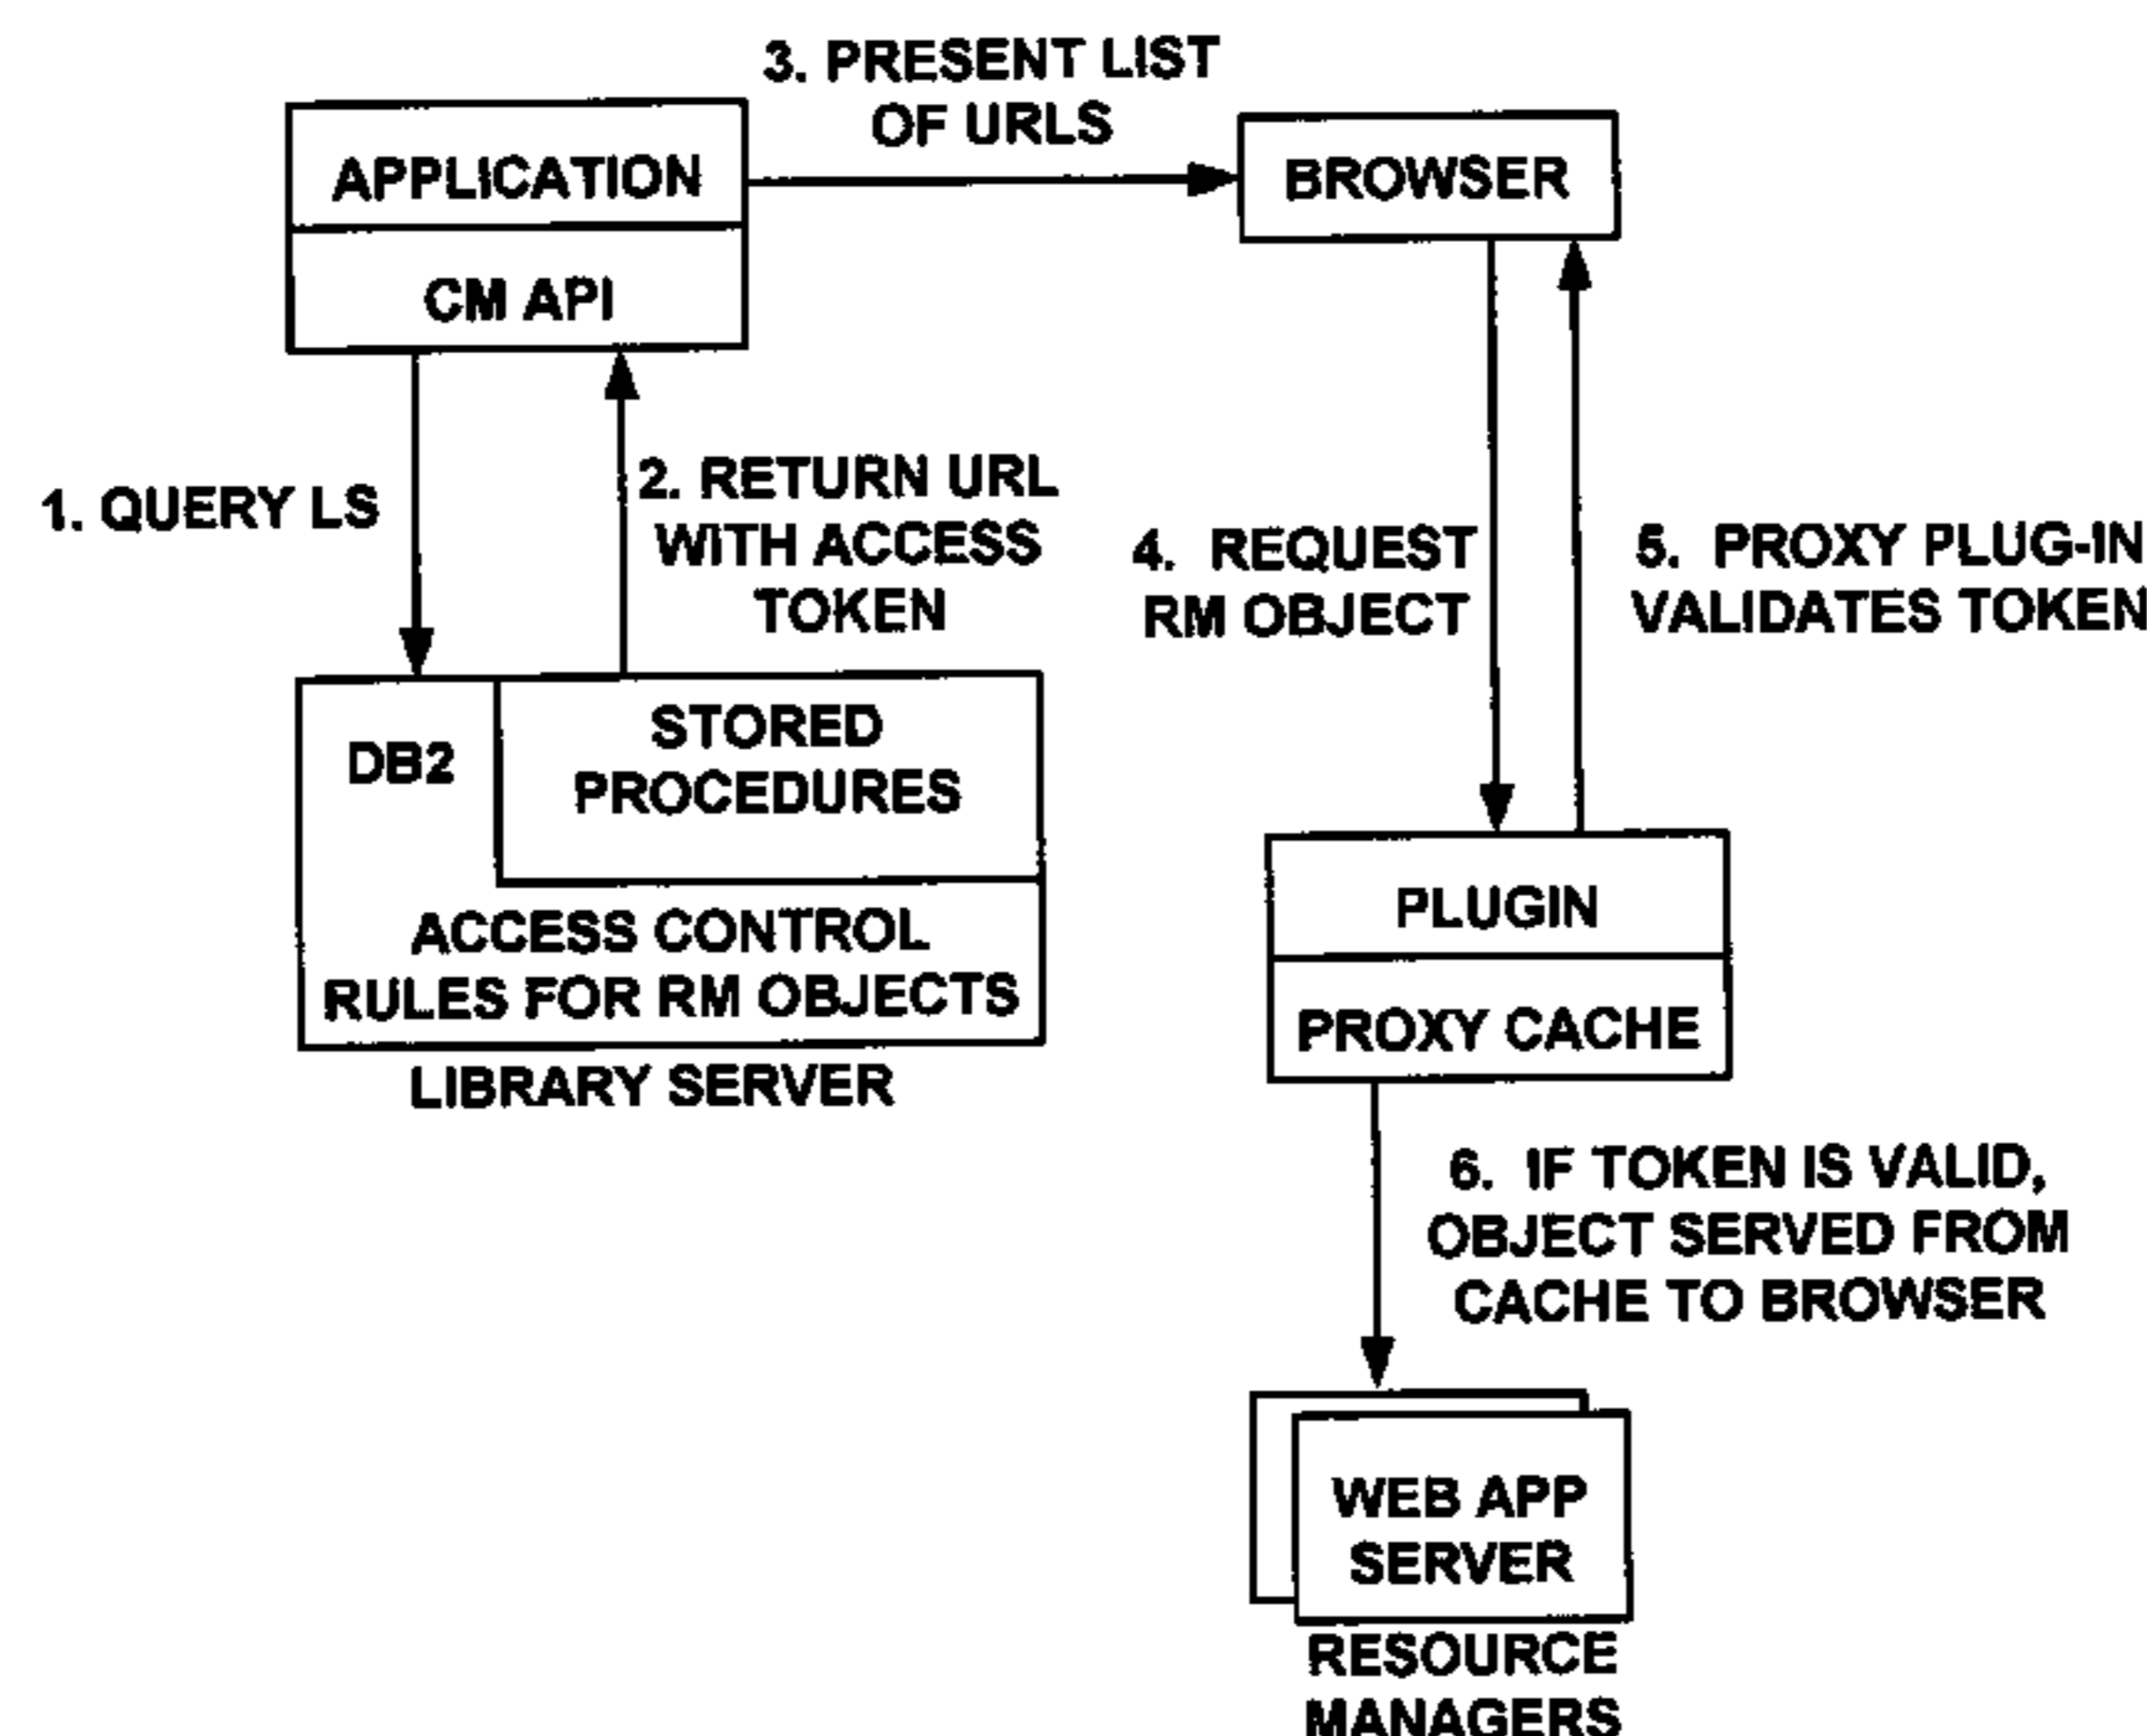 3. PRESENT LIST
OF URLS
APPLICATION
CM API
BROWSER
1. QUERY LS
2. RETURN URL
WITH ACCESS
TOKEN
4. REQUEST
RM OBJECT
5. PROXY PLUG-IN
VALIDATES TOKEN
DB2
STORED
PROCEDURES
ACCESS CONTROL
RULES FOR RM OBJECTS
LIBRARY SERVER
PLUGIN
PROXY CACHE
6. IF TOKEN IS VALID,
OBJECT SERVED FROM
CACHE TO BROWSER
WEB APP
SERVER
RESOURCE
MANAGERS